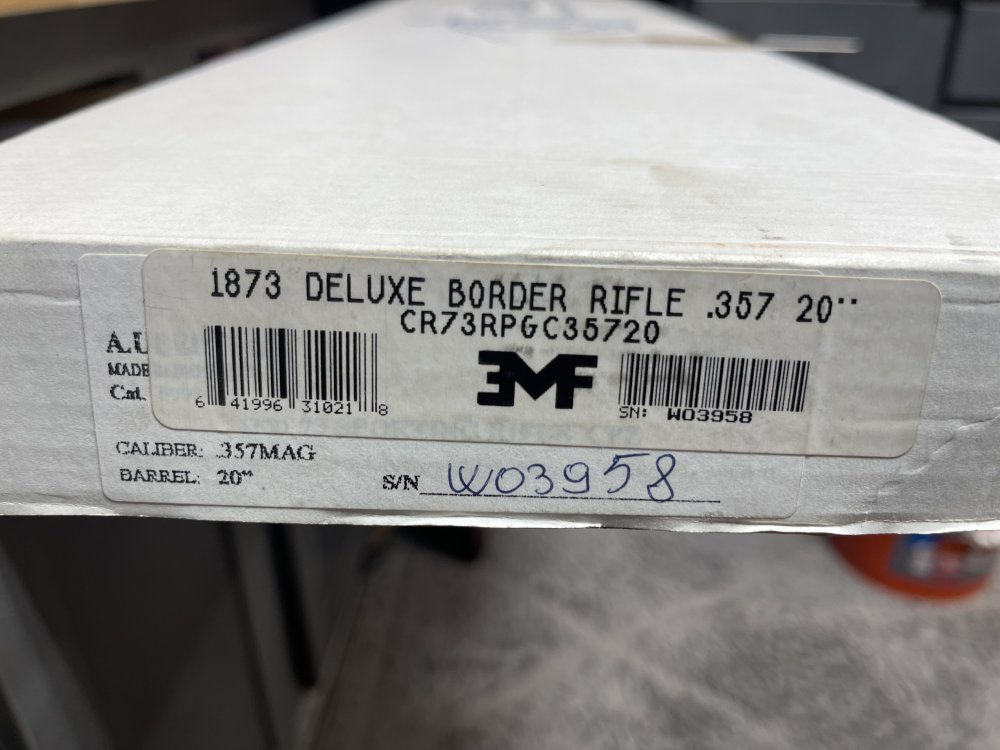 1873 DELUXE BORDER RIFLE .357 20"
CR73RPGC35720
6 41996 31021 8
EMF
SN: W03958
A.U
MADE
Cat.
CALIBER: .357MAG
BARREL: 20"
S/N W03958